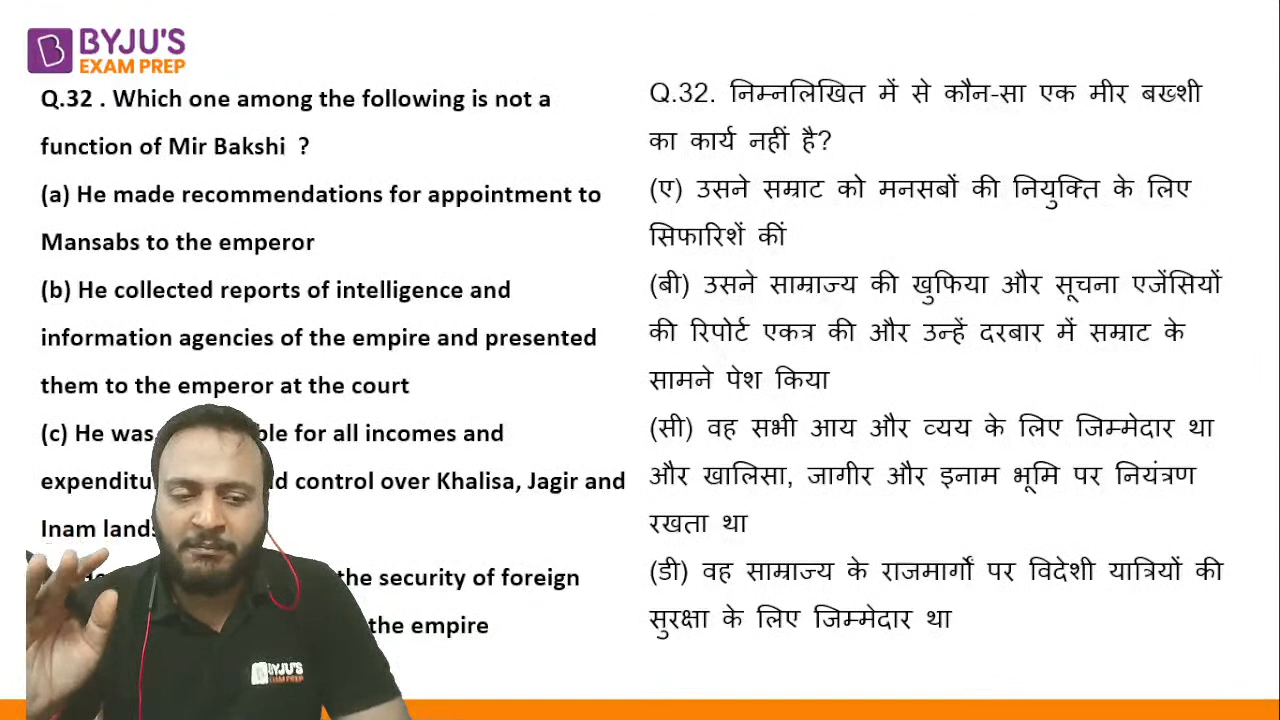 BYJU'S
EXAM PREP
Q.32 . Which one among the following is not a
function of Mir Bakshi ?
(a) He made recommendations for appointment to
Mansabs to the emperor
(b) He collected reports of intelligence and
information agencies of the empire and presented
them to the emperor at the court
(c) He was ble for all incomes and
expenditu d control over Khalisa, Jagir and
Inam lands
the security of foreign
the empire
Q.32. निम्नलिखित में से कौन-सा एक मीर बख्शी
का कार्य नहीं है?
(ए) उसने सम्राट को मनसबों की नियुक्ति के लिए
सिफारिशें कीं
(बी) उसने साम्राज्य की खुफिया और सूचना एजेंसियों
की रिपोर्ट एकत्र की और उन्हें दरबार में सम्राट के
सामने पेश किया
(सी) वह सभी आय और व्यय के लिए जिम्मेदार था
और खालिसा, जागीर और इनाम भूमि पर नियंत्रण
रखता था
(डी) वह साम्राज्य के राजमार्गों पर विदेशी यात्रियों की
सुरक्षा के लिए जिम्मेदार था
BYJU'S
EXAM PREP